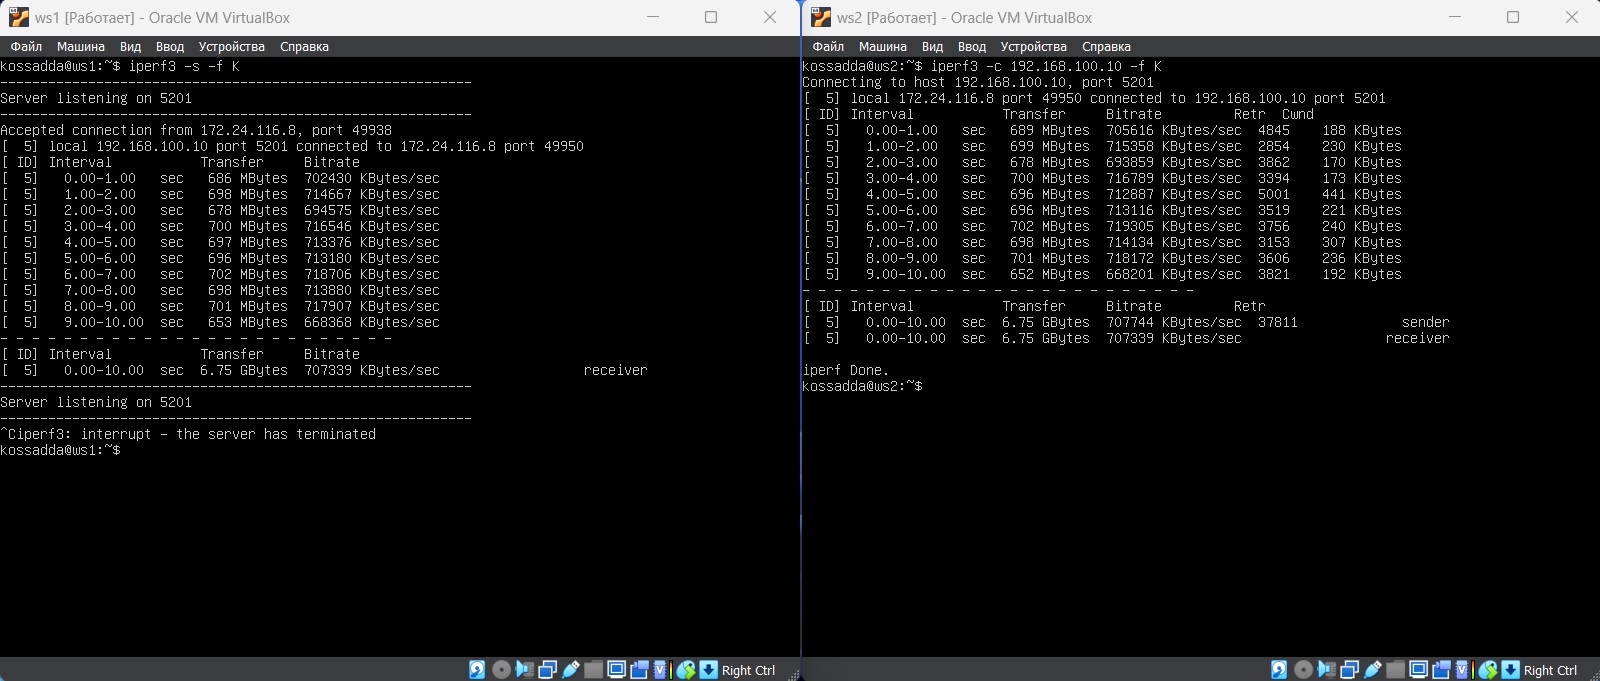 ws1 [Работает] - Oracle VM VirtualBox
Файл Машина Вид Ввод Устройства Справка
kossadda@ws1:~$ iperf3 -s -f K
-----------------------------------------------------------
Server listening on 5201
-----------------------------------------------------------
Accepted connection from 172.24.116.8, port 49938
[  5] local 192.168.100.10 port 5201 connected to 172.24.116.8 port 49950
[ ID] Interval           Transfer     Bitrate
[  5]   0.00-1.00   sec   686 MBytes  702430 KBytes/sec
[  5]   1.00-2.00   sec   698 MBytes  714667 KBytes/sec
[  5]   2.00-3.00   sec   678 MBytes  694575 KBytes/sec
[  5]   3.00-4.00   sec   700 MBytes  716546 KBytes/sec
[  5]   4.00-5.00   sec   697 MBytes  713376 KBytes/sec
[  5]   5.00-6.00   sec   696 MBytes  713180 KBytes/sec
[  5]   6.00-7.00   sec   702 MBytes  718706 KBytes/sec
[  5]   7.00-8.00   sec   698 MBytes  713880 KBytes/sec
[  5]   8.00-9.00   sec   701 MBytes  717907 KBytes/sec
[  5]   9.00-10.00  sec   653 MBytes  668368 KBytes/sec
- - - - - - - - - - - - - - - - - - - - - - - - -
[ ID] Interval           Transfer     Bitrate
[  5]   0.00-10.00  sec  6.75 GBytes  707339 KBytes/sec                  receiver
-----------------------------------------------------------
Server listening on 5201
-----------------------------------------------------------
^Ciperf3: interrupt - the server has terminated
kossadda@ws1:~$
Right Ctrl
ws2 [Работает] - Oracle VM VirtualBox
Файл Машина Вид Ввод Устройства Справка
kossadda@ws2:~$ iperf3 -c 192.168.100.10 -f K
Connecting to host 192.168.100.10, port 5201
[  5] local 172.24.116.8 port 49950 connected to 192.168.100.10 port 5201
[ ID] Interval           Transfer     Bitrate         Retr  Cwnd
[  5]   0.00-1.00   sec   689 MBytes  705616 KBytes/sec  4845    188 KBytes
[  5]   1.00-2.00   sec   699 MBytes  715358 KBytes/sec  2854    230 KBytes
[  5]   2.00-3.00   sec   678 MBytes  693859 KBytes/sec  3862    170 KBytes
[  5]   3.00-4.00   sec   700 MBytes  716789 KBytes/sec  3394    173 KBytes
[  5]   4.00-5.00   sec   696 MBytes  712887 KBytes/sec  5001    441 KBytes
[  5]   5.00-6.00   sec   696 MBytes  713116 KBytes/sec  3519    221 KBytes
[  5]   6.00-7.00   sec   702 MBytes  719305 KBytes/sec  3756    240 KBytes
[  5]   7.00-8.00   sec   698 MBytes  714134 KBytes/sec  3153    307 KBytes
[  5]   8.00-9.00   sec   701 MBytes  718172 KBytes/sec  3606    236 KBytes
[  5]   9.00-10.00  sec   652 MBytes  668201 KBytes/sec  3821    192 KBytes
- - - - - - - - - - - - - - - - - - - - - - - - -
[ ID] Interval           Transfer     Bitrate         Retr
[  5]   0.00-10.00  sec  6.75 GBytes  707744 KBytes/sec  37811             sender
[  5]   0.00-10.00  sec  6.75 GBytes  707339 KBytes/sec                  receiver
iperf Done.
kossadda@ws2:~$
Right Ctrl